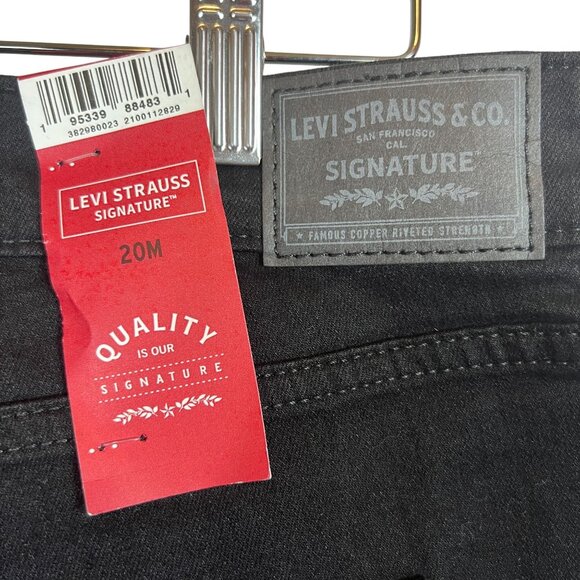 1 95339 88483 1
382980023 2100112829
LEVI STRAUSS
SIGNATURE™
20M
QUALITY
IS OUR
SIGNATURE
LEVI STRAUSS & CO.
SAN FRANCISCO
CAL.
SIGNATURE™
★ FAMOUS COPPER RIVETED STRENGTH ★